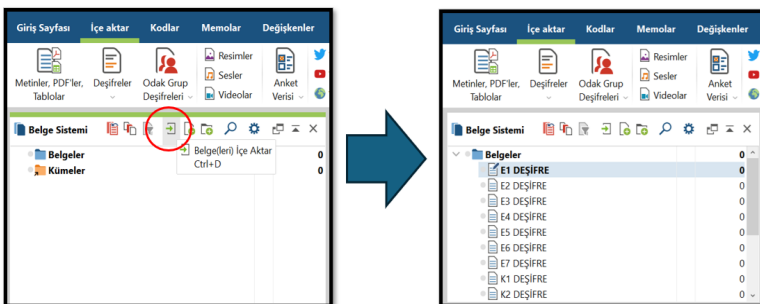 Giriş Sayfası İçe aktar Kodlar Memolar Değişkenler
Metinler, PDF'ler, Tablolar
Deşifreler
Odak Grup Deşifreleri
Resimler
Sesler
Videolar
Anket Verisi
Belge Sistemi
Belge(leri) İçe Aktar
Ctrl+D
Belgeler 0
Kümeler 0
Giriş Sayfası İçe aktar Kodlar Memolar Değişkenler
Metinler, PDF'ler, Tablolar
Deşifreler
Odak Grup Deşifreleri
Resimler
Sesler
Videolar
Anket Verisi
Belge Sistemi
Belgeler 0
E1 DEŞİFRE 0
E2 DEŞİFRE 0
E3 DEŞİFRE 0
E4 DEŞİFRE 0
E5 DEŞİFRE 0
E6 DEŞİFRE 0
E7 DEŞİFRE 0
K1 DEŞİFRE 0
K2 DEŞİFRE 0